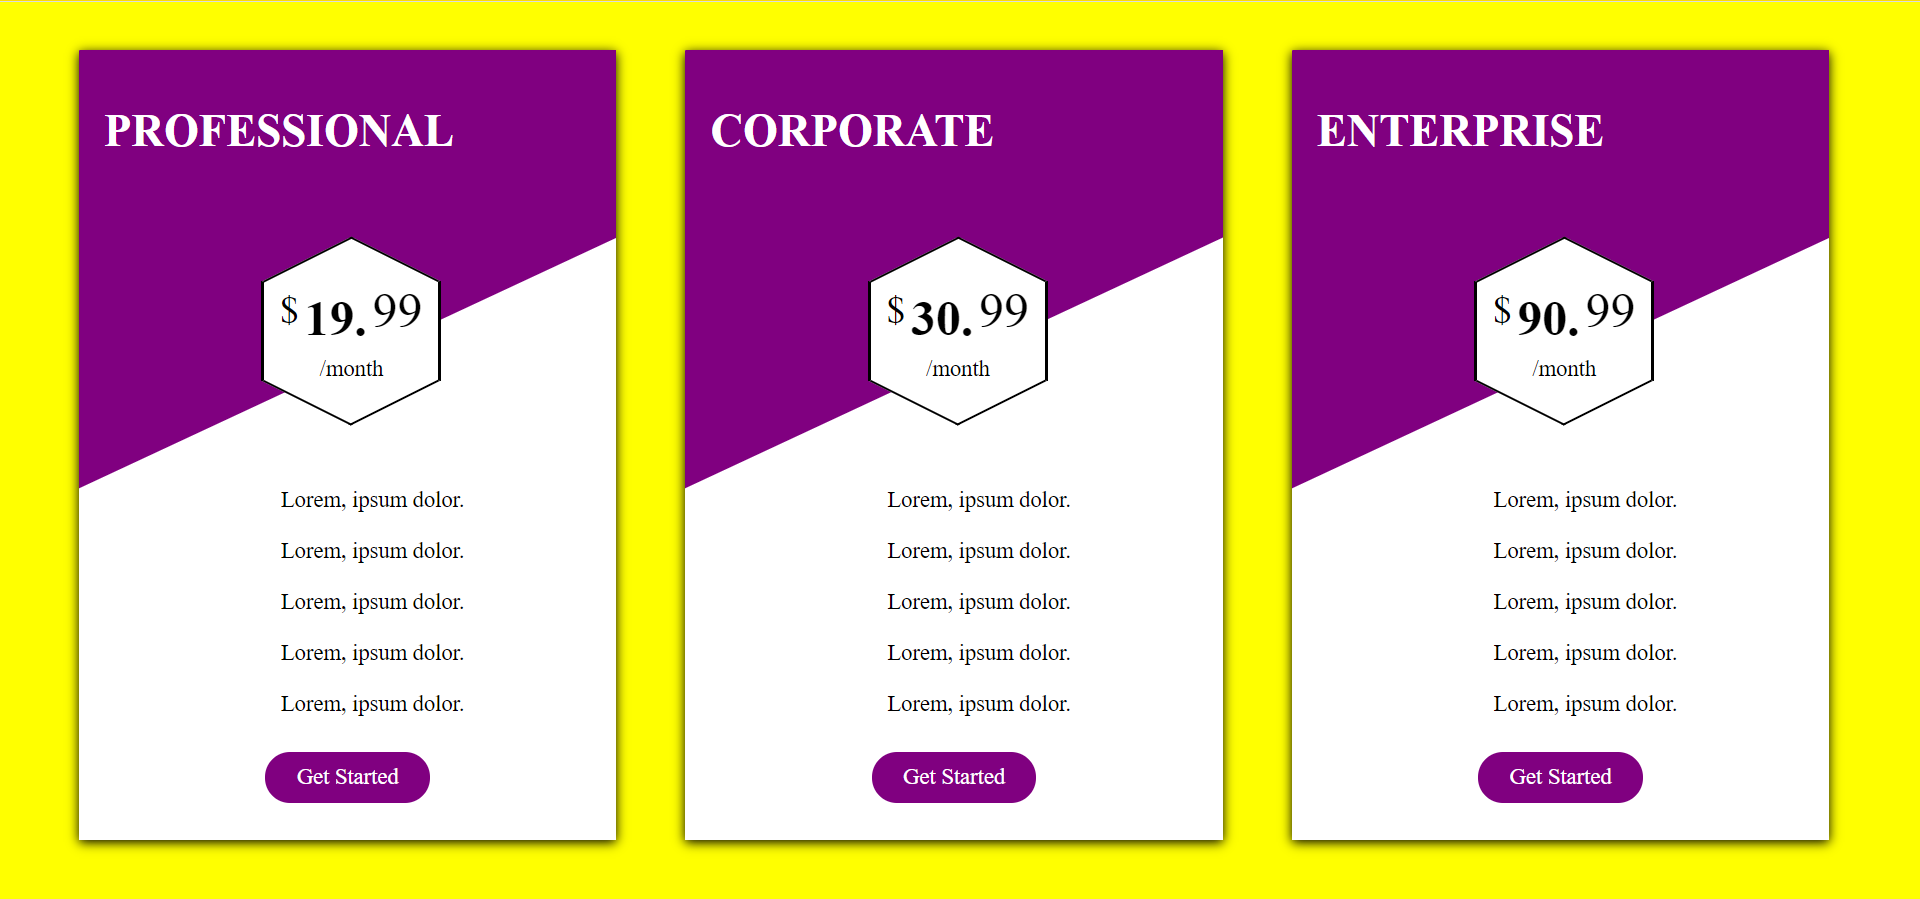 PROFESSIONAL
$ 19. 99
/month
Lorem, ipsum dolor.
Lorem, ipsum dolor.
Lorem, ipsum dolor.
Lorem, ipsum dolor.
Lorem, ipsum dolor.
Get Started
CORPORATE
$ 30. 99
/month
Lorem, ipsum dolor.
Lorem, ipsum dolor.
Lorem, ipsum dolor.
Lorem, ipsum dolor.
Lorem, ipsum dolor.
Get Started
ENTERPRISE
$ 90. 99
/month
Lorem, ipsum dolor.
Lorem, ipsum dolor.
Lorem, ipsum dolor.
Lorem, ipsum dolor.
Lorem, ipsum dolor.
Get Started